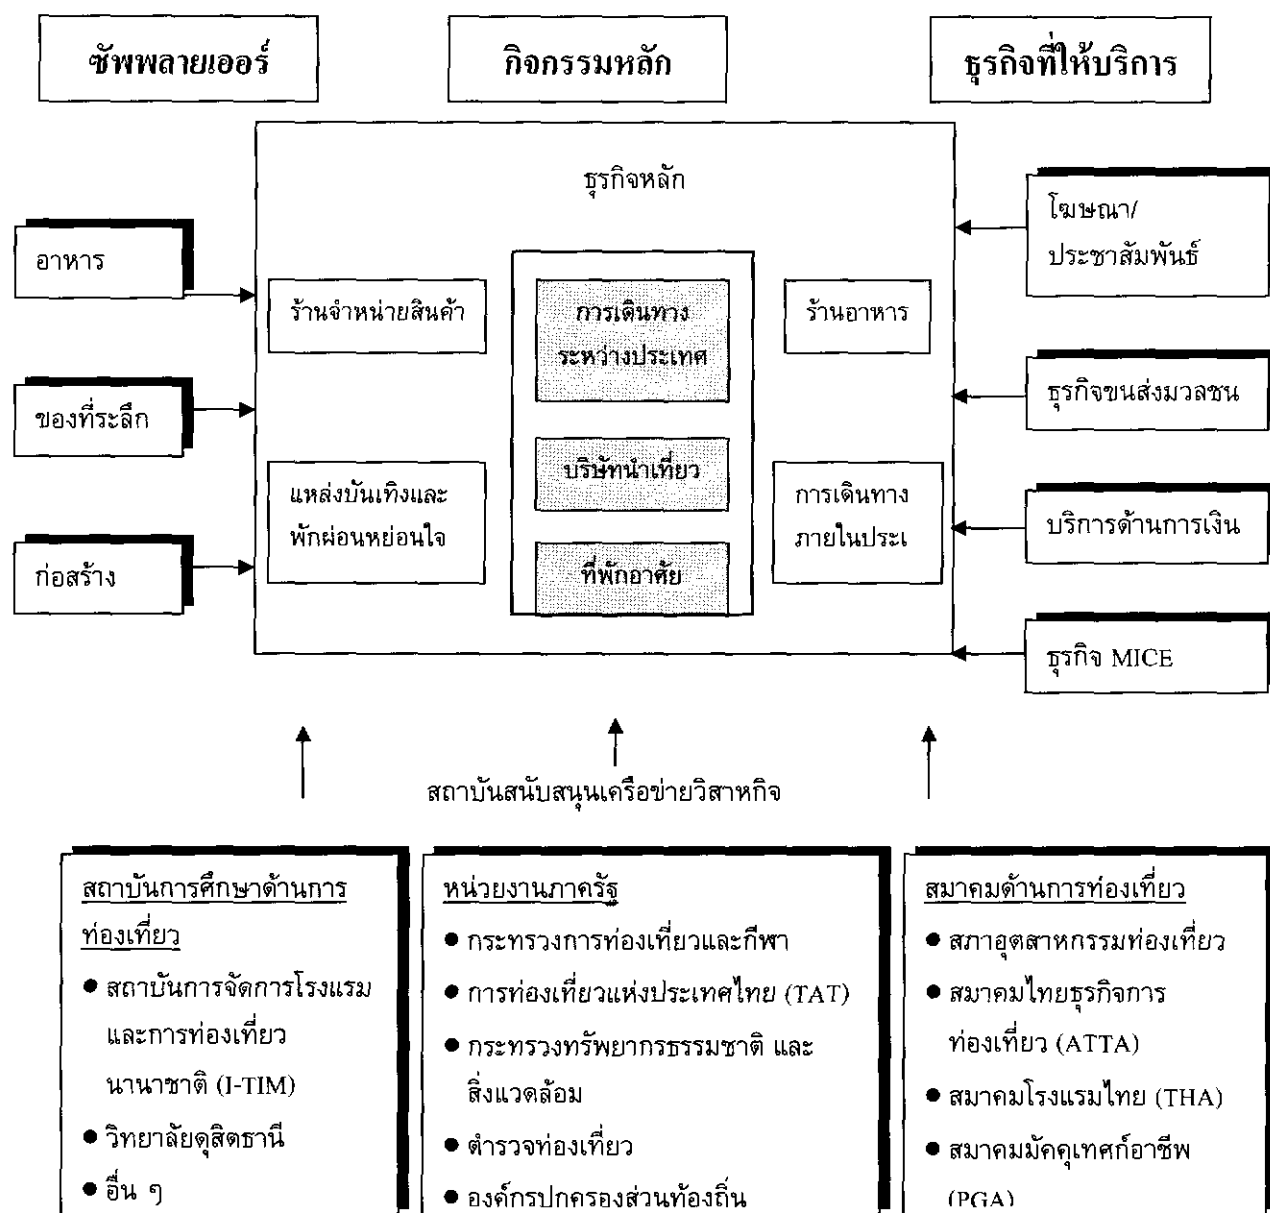 ซัพพลายเออร์
กิจกรรมหลัก
ธุรกิจที่ให้บริการ
ธุรกิจหลัก
อาหาร
ของที่ระลึก
ก่อสร้าง
ร้านจำหน่ายสินค้า
แหล่งบันเทิงและ
พักผ่อนหย่อนใจ
การเดินทาง
ระหว่างประเทศ
บริษัทนำเที่ยว
ที่พักอาศัย
ร้านอาหาร
การเดินทาง
ภายในประเ
โฆษณา/
ประชาสัมพันธ์
ธุรกิจขนส่งมวลชน
บริการด้านการเงิน
ธุรกิจ MICE
สถาบันสนับสนุนเครือข่ายวิสาหกิจ
สถาบันการศึกษาด้านการ
ท่องเที่ยว
● สถาบันการจัดการโรงแรม
และการท่องเที่ยว
นานาชาติ (I-TIM)
● วิทยาลัยดุสิตธานี
● อื่น ๆ
หน่วยงานภาครัฐ
● กระทรวงการท่องเที่ยวและกีฬา
● การท่องเที่ยวแห่งประเทศไทย (TAT)
● กระทรวงทรัพยากรธรรมชาติ และ
สิ่งแวดล้อม
● ตำรวจท่องเที่ยว
● องค์กรปกครองส่วนท้องถิ่น
สมาคมด้านการท่องเที่ยว
● สภาอุตสาหกรรมท่องเที่ยว
● สมาคมไทยธุรกิจการ
ท่องเที่ยว (ATTA)
● สมาคมโรงแรมไทย (THA)
● สมาคมมัคคุเทศก์อาชีพ
(PGA)